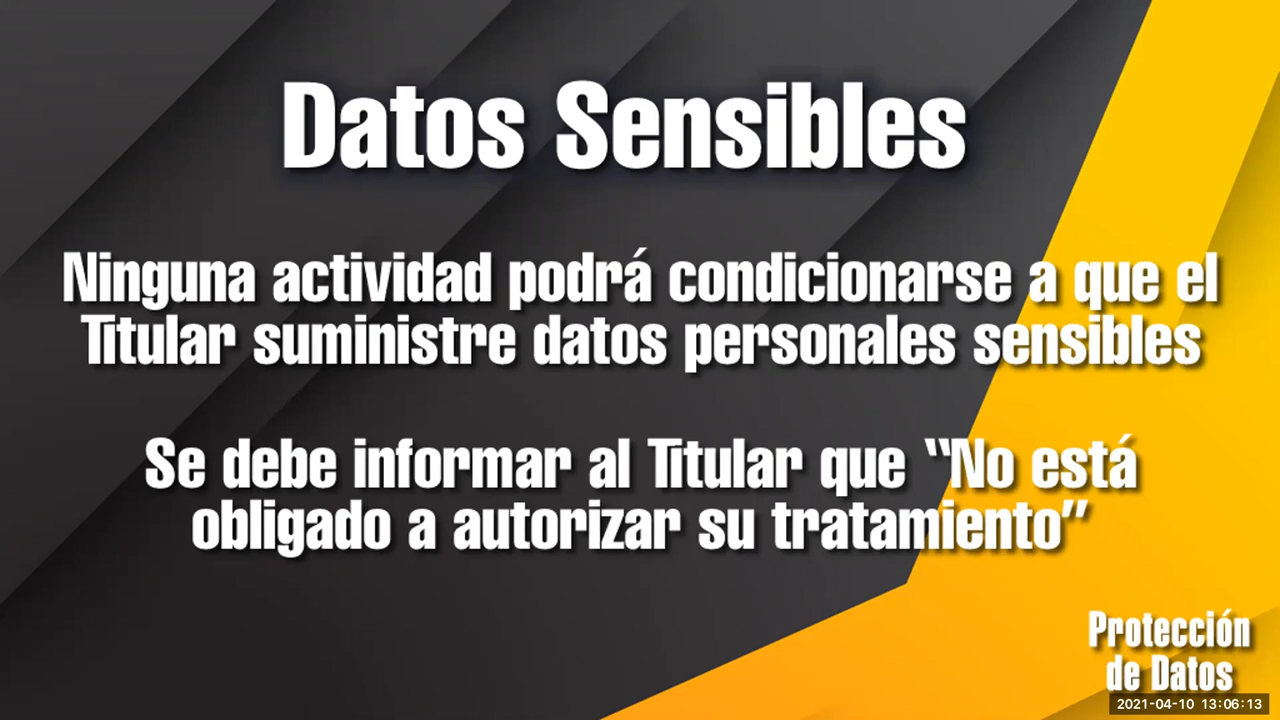 Datos Sensibles
Ninguna actividad podrá condicionarse a que el
Titular suministre datos personales sensibles
Se debe informar al Titular que “No está
obligado a autorizar su tratamiento”
Protección
de Datos
2021-04-10 13:06:13